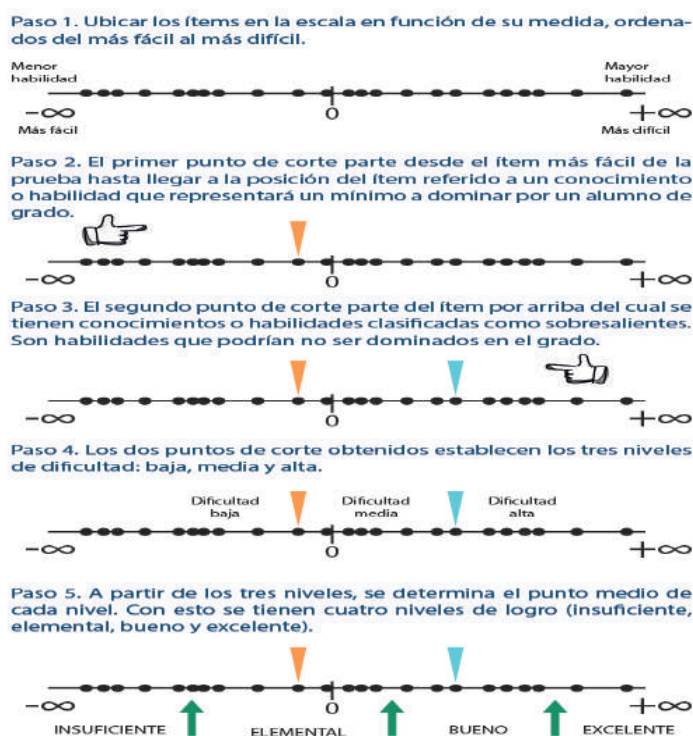 Paso 1. Ubicar los ítems en la escala en función de su medida, ordena-
dos del más fácil al más difícil.
Menor
habilidad
Mayor
habilidad
−∞
0
+∞
Más fácil
Más difícil
Paso 2. El primer punto de corte parte desde el ítem más fácil de la
prueba hasta llegar a la posición del ítem referido a un conocimiento
o habilidad que representará un mínimo a dominar por un alumno de
grado.
−∞
0
+∞
Paso 3. El segundo punto de corte parte del ítem por arriba del cual se
tienen conocimientos o habilidades clasificadas como sobresalientes.
Son habilidades que podrían no ser dominados en el grado.
−∞
0
+∞
Paso 4. Los dos puntos de corte obtenidos establecen los tres niveles
de dificultad: baja, media y alta.
Dificultad
baja
Dificultad
media
Dificultad
alta
−∞
0
+∞
Paso 5. A partir de los tres niveles, se determina el punto medio de
cada nivel. Con esto se tienen cuatro niveles de logro (insuficiente,
elemental, bueno y excelente).
−∞
0
+∞
INSUFICIENTE
ELEMENTAL
BUENO
EXCELENTE